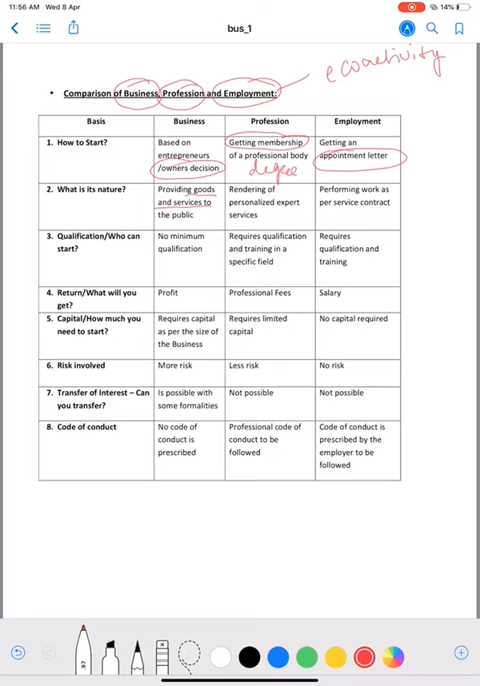 11:56 AM Wed 8 Apr
14%
bus_1
eco activity
• Comparison of Business, Profession and Employment:
Basis Business Profession Employment
1. How to Start? Based on entrepreneurs /owners decision Getting membership of a professional body Getting an appointment letter
degree
2. What is its nature? Providing goods and services to the public Rendering of personalized expert services Performing work as per service contract
3. Qualification/Who can start? No minimum qualification Requires qualification and training in a specific field Requires qualification and training
4. Return/What will you get? Profit Professional Fees Salary
5. Capital/How much you need to start? Requires capital as per the size of the Business Requires limited capital No capital required
6. Risk involved More risk Less risk No risk
7. Transfer of Interest – Can you transfer? Is possible with some formalities Not possible Not possible
8. Code of conduct No code of conduct is prescribed Professional code of conduct to be followed Code of conduct is prescribed by the employer to be followed
.97